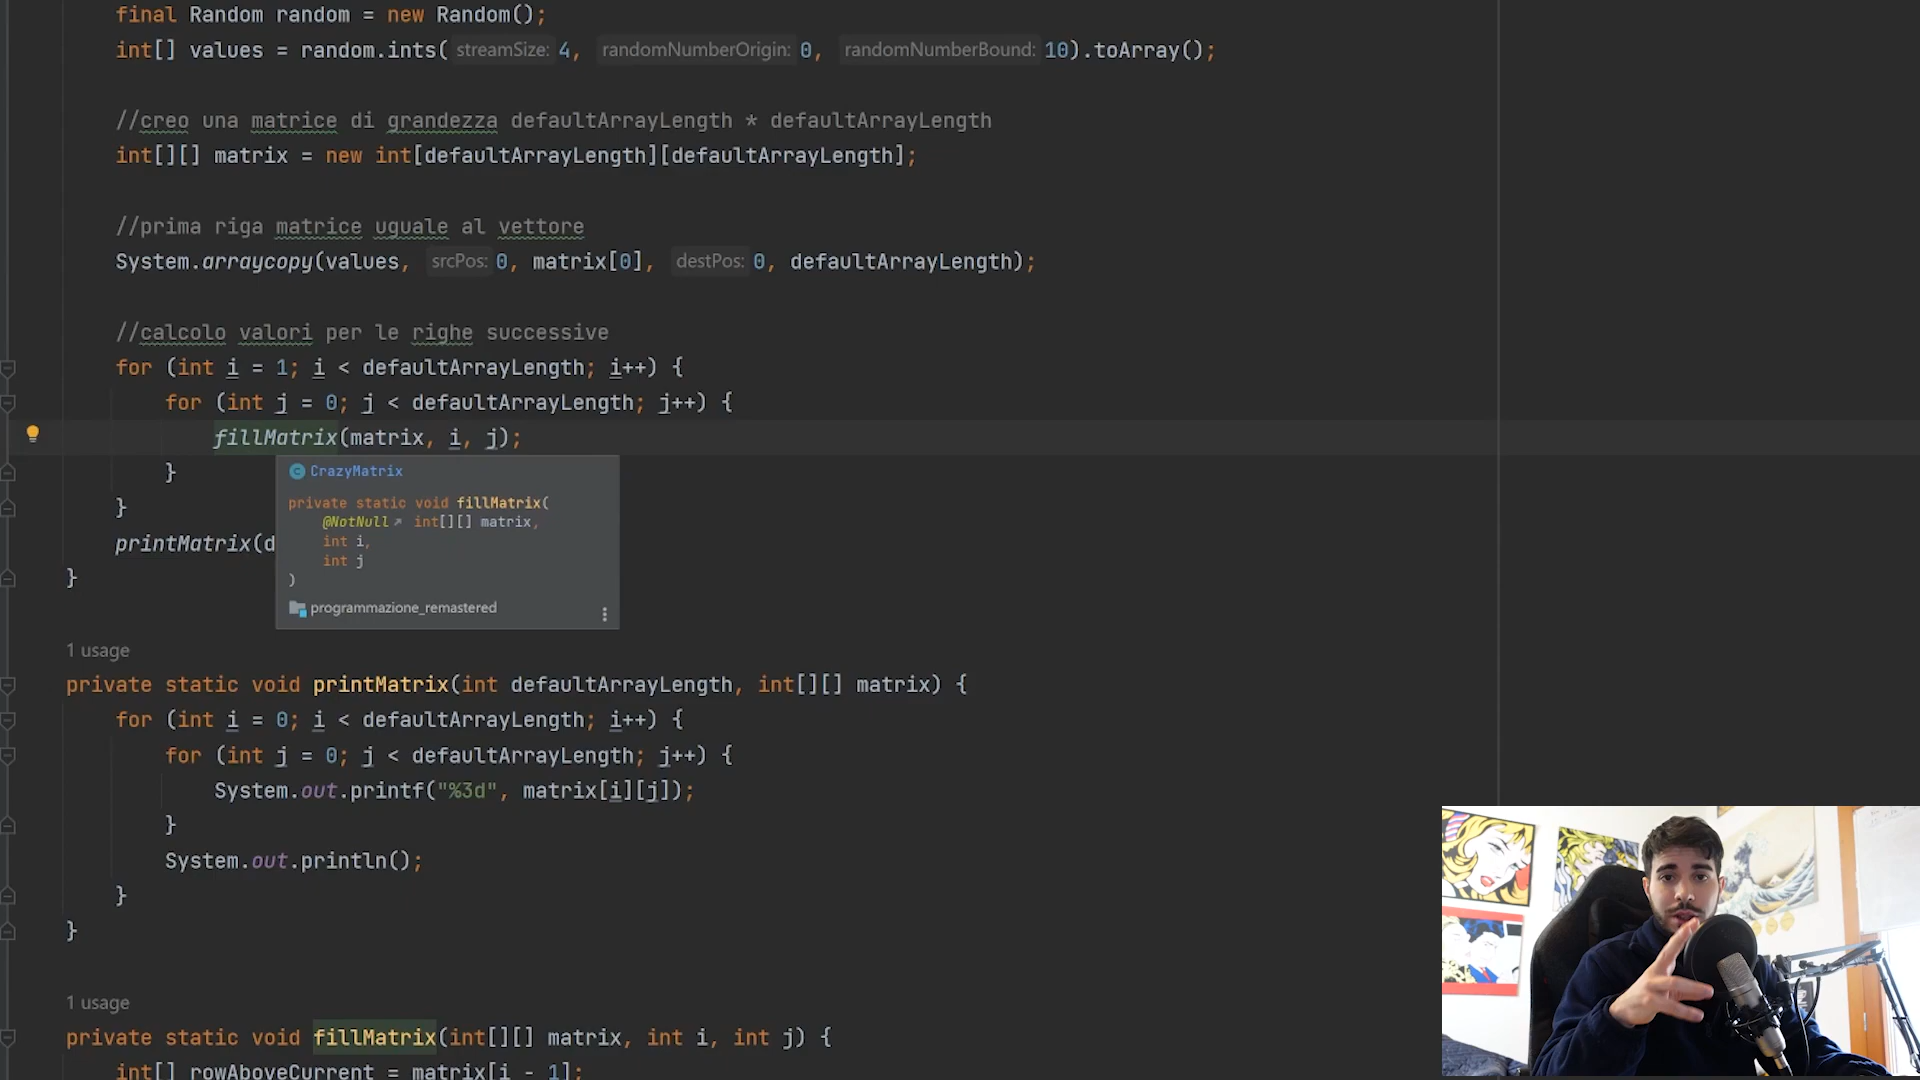 final Random random = new Random();
int[] values = random.ints( streamSize: 4, randomNumberOrigin: 0, randomNumberBound: 10).toArray();
//creo una matrice di grandezza defaultArrayLength * defaultArrayLength
int[][] matrix = new int[defaultArrayLength][defaultArrayLength];
//prima riga matrice uguale al vettore
System.arraycopy(values, srcPos: 0, matrix[0], destPos: 0, defaultArrayLength);
//calcolo valori per le righe successive
for (int i = 1; i < defaultArrayLength; i++) {
for (int j = 0; j < defaultArrayLength; j++) {
fillMatrix(matrix, i, j);
}
}
printMatrix(d
}
CrazyMatrix
private static void fillMatrix(
@NotNull int[][] matrix,
int i,
int j
)
programmazione_remastered
1 usage
private static void printMatrix(int defaultArrayLength, int[][] matrix) {
for (int i = 0; i < defaultArrayLength; i++) {
for (int j = 0; j < defaultArrayLength; j++) {
System.out.printf("%3d", matrix[i][j]);
}
System.out.println();
}
}
1 usage
private static void fillMatrix(int[][] matrix, int i, int j) {
int[] rowAboveCurrent = matrix[i - 1];